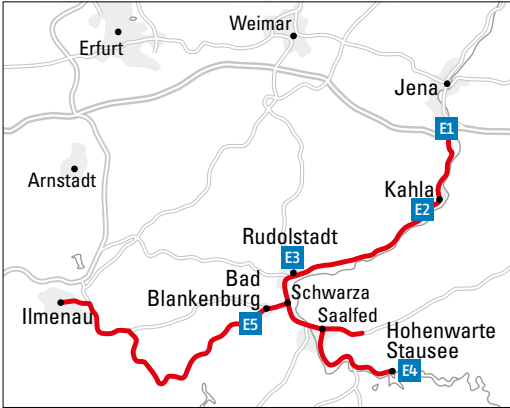 Weimar
Erfurt
Jena
E1
Arnstadt
Kahla
E2
Rudolstadt
E3
Bad
Blankenburg
Schwarza
Saalfed
Ilmenau
E5
Hohenwarte
Stausee
E4